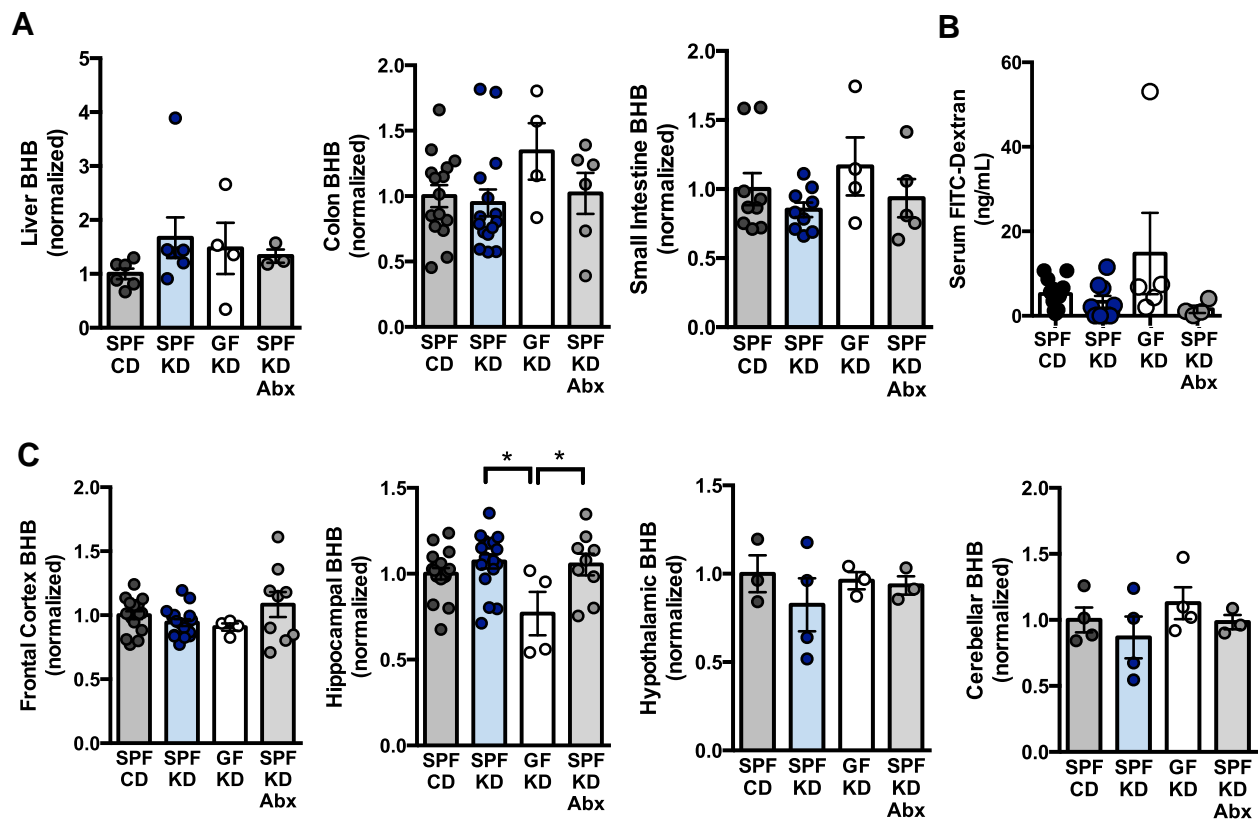 A
Liver BHB
(normalized)
5
4
3
2
1
0
SPF CD
SPF KD
GF KD
SPF KD Abx
Colon BHB
(normalized)
2.0
1.5
1.0
0.5
0.0
SPF CD
SPF KD
GF KD
SPF KD Abx
Small Intestine BHB
(normalized)
2.0
1.5
1.0
0.5
0.0
SPF CD
SPF KD
GF KD
SPF KD Abx
B
Serum FITC-Dextran
(ng/mL)
60
40
20
0
SPF CD
SPF KD
GF KD
SPF KD Abx
C
Frontal Cortex BHB
(normalized)
2.0
1.5
1.0
0.5
0.0
SPF CD
SPF KD
GF KD
SPF KD Abx
Hippocampal BHB
(normalized)
* *
1.5
1.0
0.5
0.0
SPF CD
SPF KD
GF KD
SPF KD Abx
Hypothalamic BHB
(normalized)
1.5
1.0
0.5
0.0
SPF CD
SPF KD
GF KD
SPF KD Abx
Cerebellar BHB
(normalized)
2.0
1.5
1.0
0.5
0.0
SPF CD
SPF KD
GF KD
SPF KD Abx